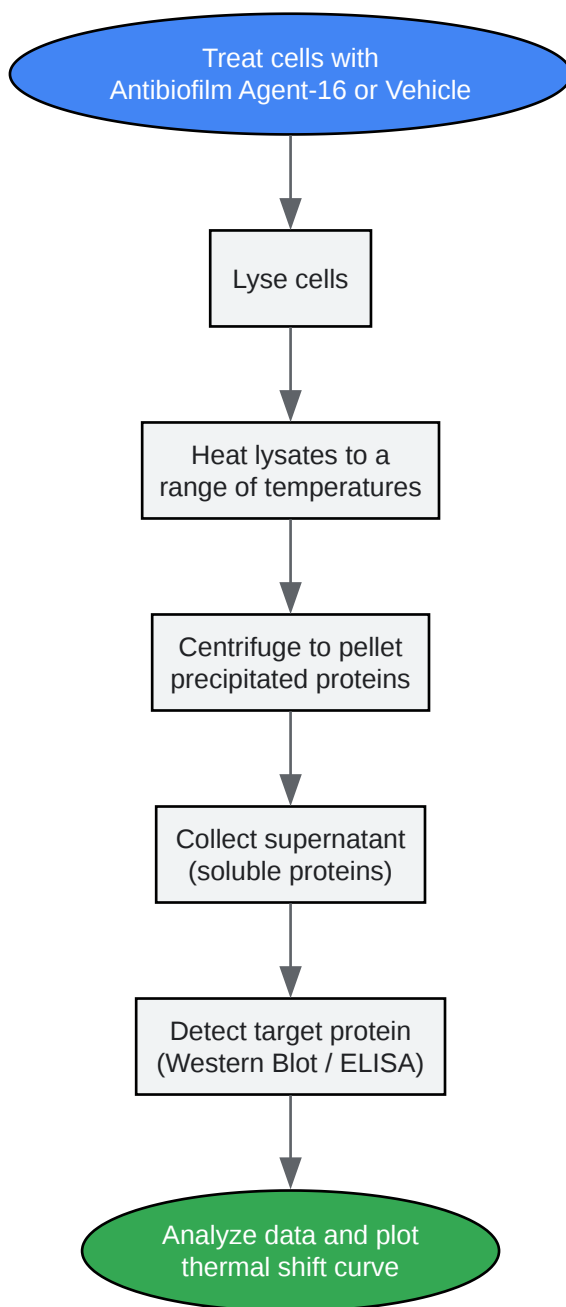 Treat cells with
Antibiofilm Agent-16 or Vehicle
Lyse cells
Heat lysates to a
range of temperatures
Centrifuge to pellet
precipitated proteins
Collect supernatant
(soluble proteins)
Detect target protein
(Western Blot / ELISA)
Analyze data and plot
thermal shift curve